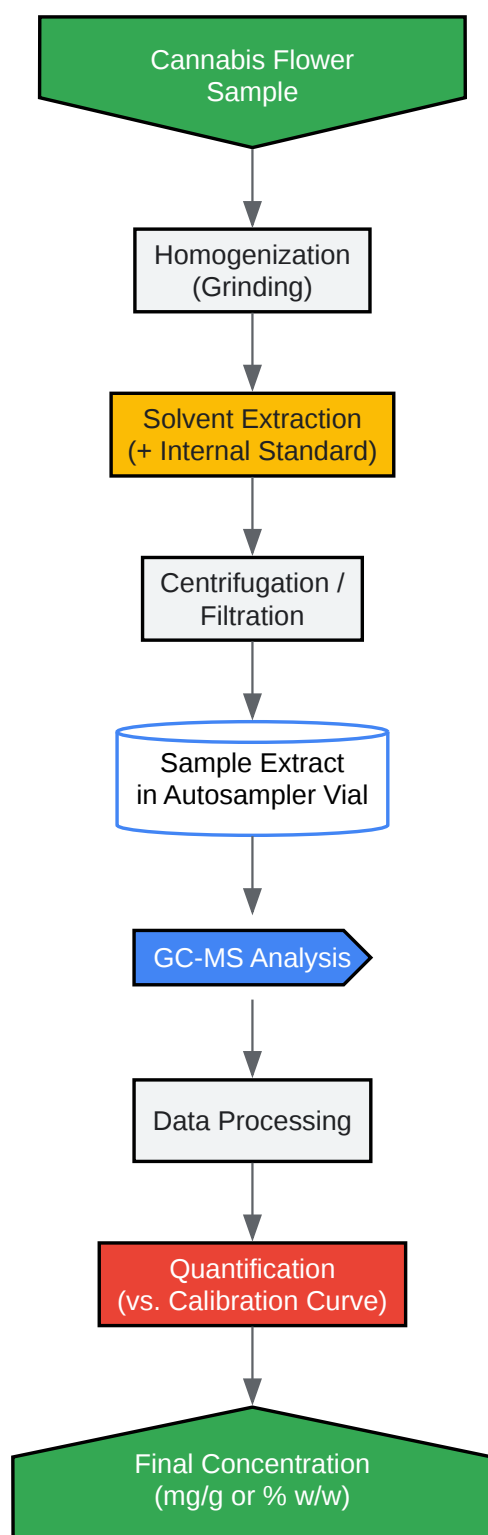 Cannabis Flower
Sample
Homogenization
(Grinding)
Solvent Extraction
(+ Internal Standard)
Centrifugation /
Filtration
Sample Extract
in Autosampler Vial
GC-MS Analysis
Data Processing
Quantification
(vs. Calibration Curve)
Final Concentration
(mg/g or % w/w)